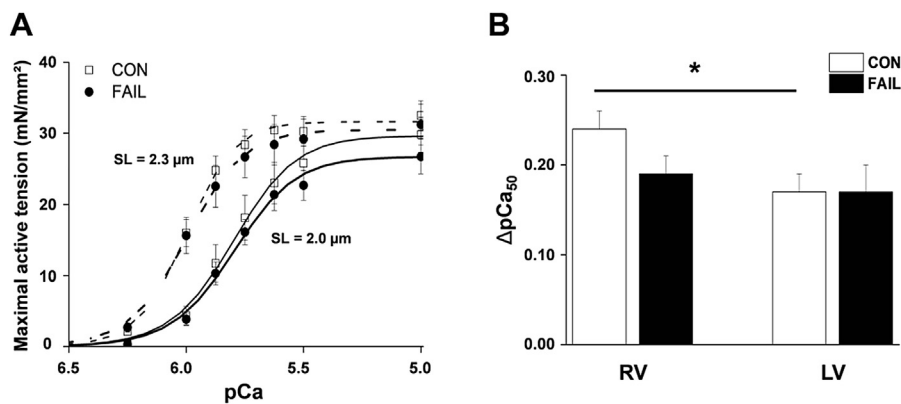 A
Maximal active tension (mN/mm²)
40
30
20
10
0
6.5
6.0
5.5
5.0
pCa
CON
FAIL
SL = 2.3 µm
SL = 2.0 µm
B
ΔpCa50
0.30
0.20
0.10
0.00
RV
LV
*
CON
FAIL